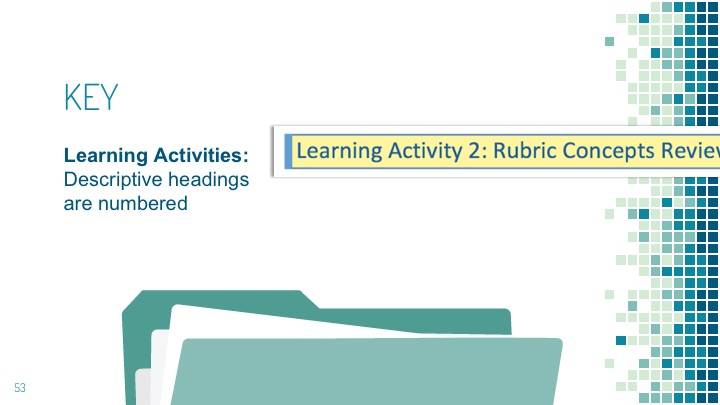 KEY
Learning Activities:
Descriptive headings
are numbered
Learning Activity 2: Rubric Concepts Review
53